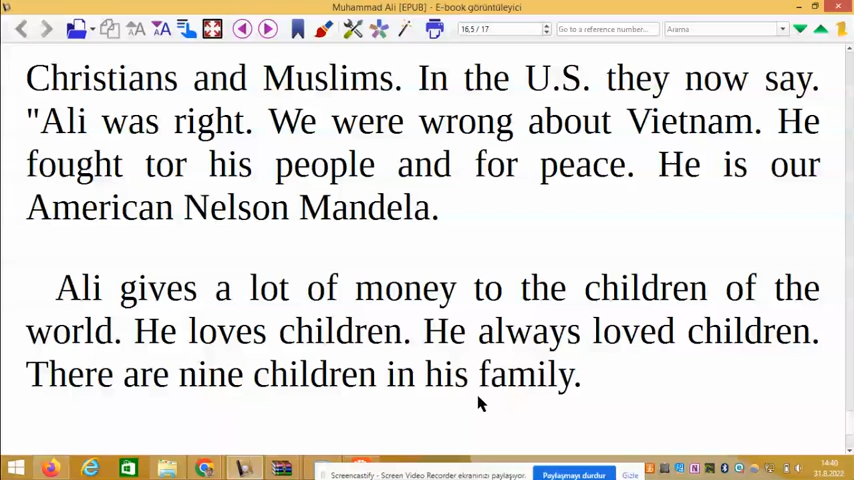 Muhammad Ali [EPUB] - E-book görüntüleyici
16,5 / 17
Go to a reference number...
Arama
Christians and Muslims. In the U.S. they now say.
"Ali was right. We were wrong about Vietnam. He
fought tor his people and for peace. He is our
American Nelson Mandela.
Ali gives a lot of money to the children of the
world. He loves children. He always loved children.
There are nine children in his family.
Screencastify - Screen Video Recorder ekranınızı paylaşıyor.
Paylaşmayı durdur
Gizle
14:40
31.8.2022